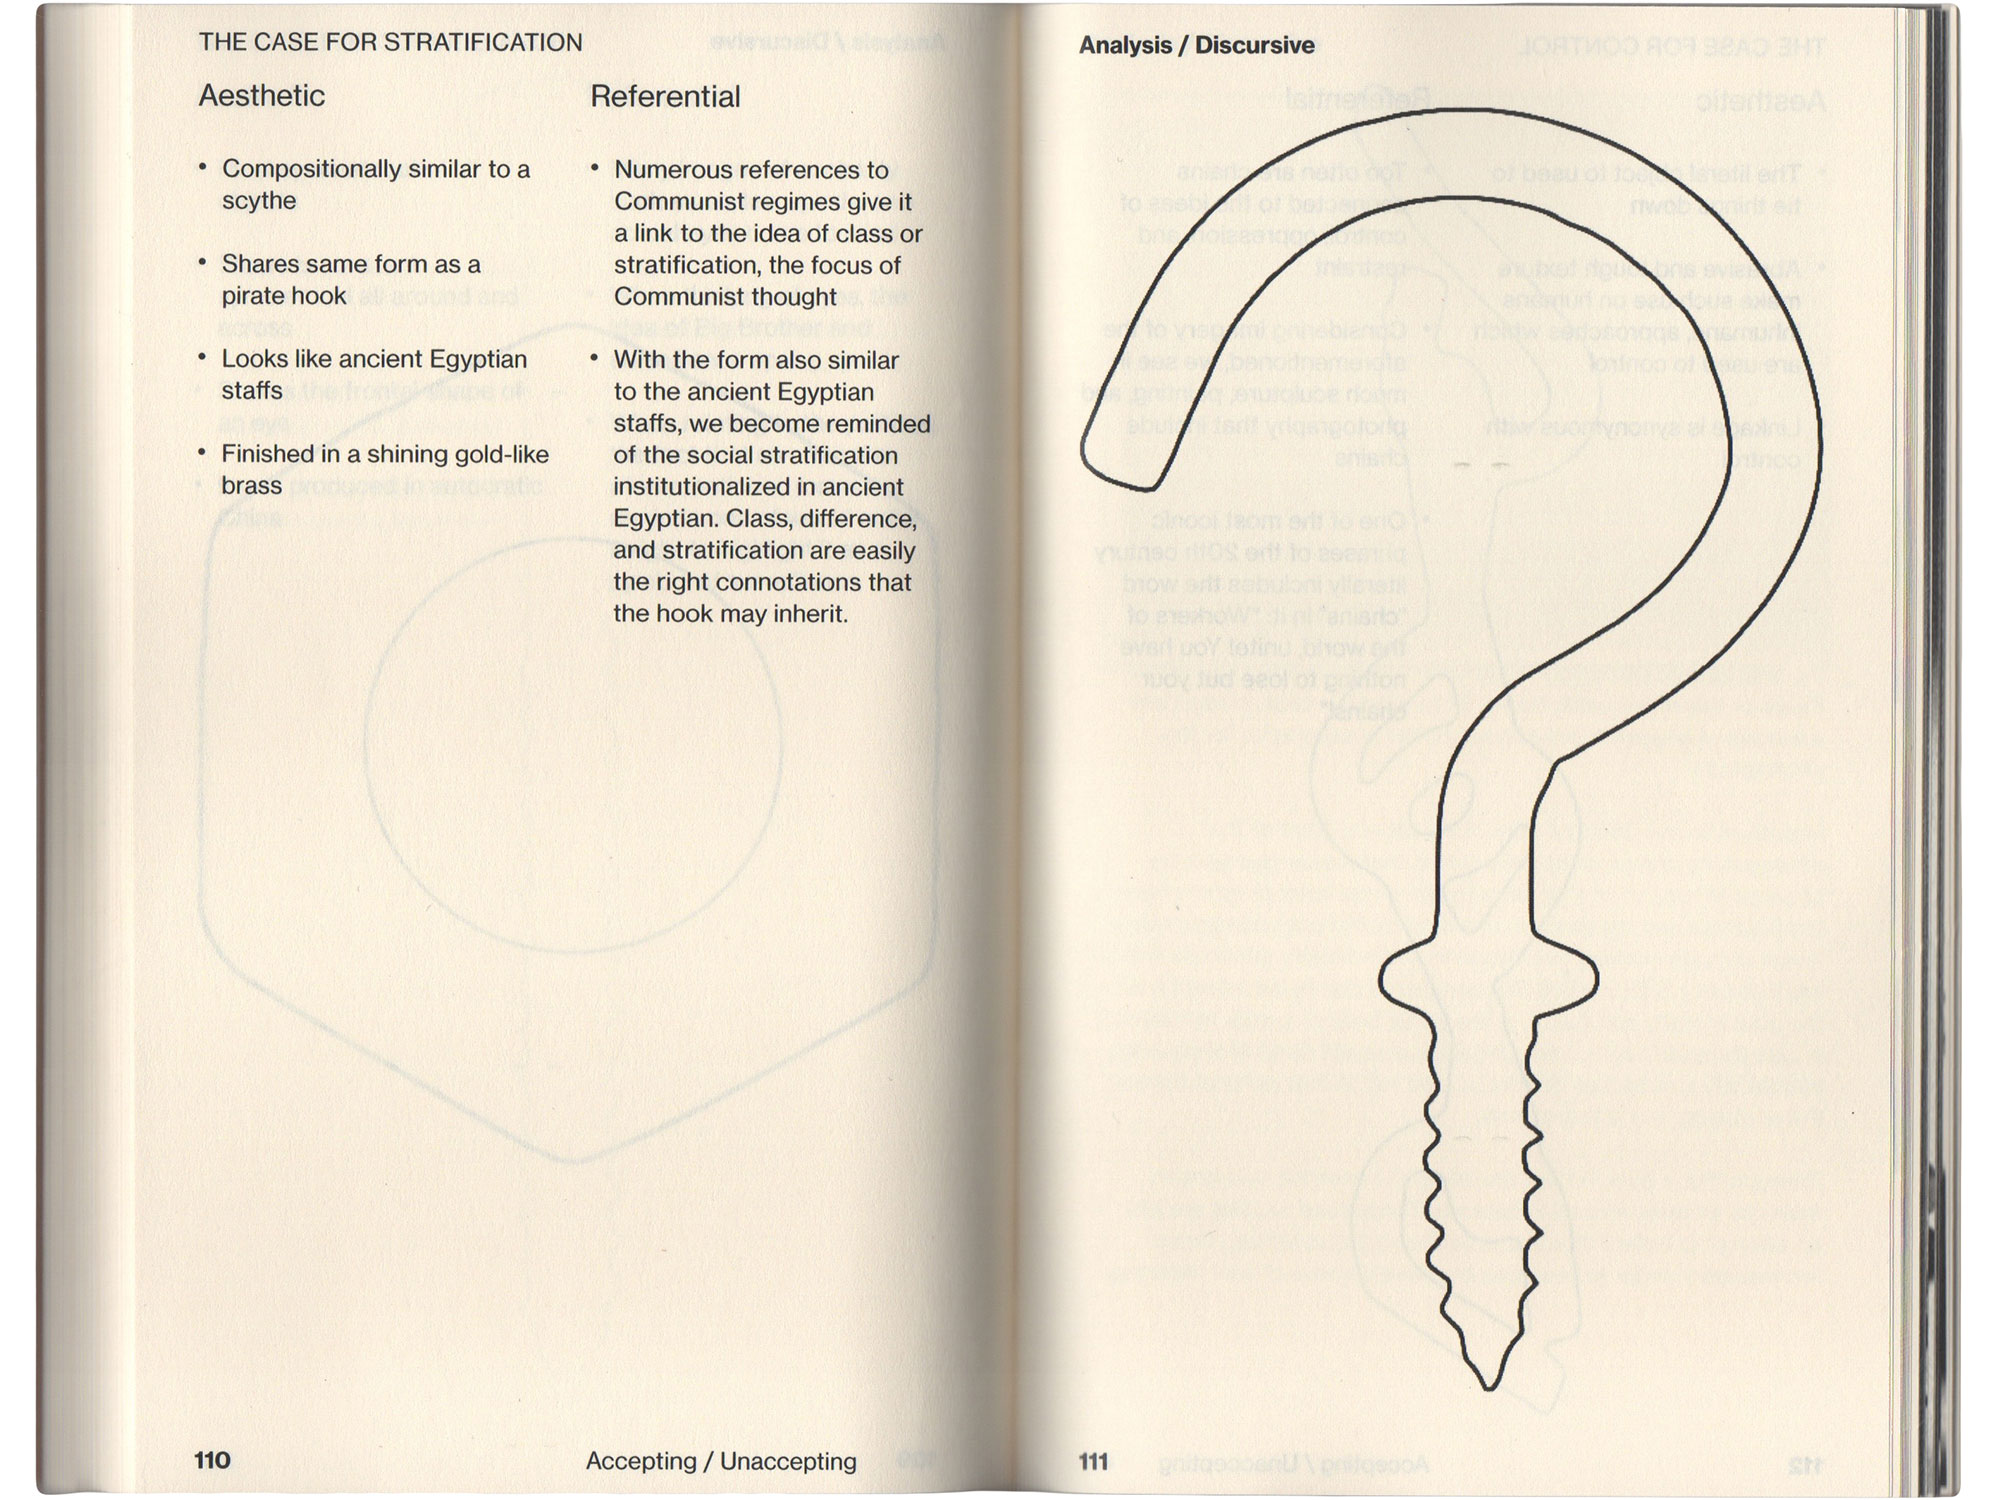 THE CASE FOR STRATIFICATION
Aesthetic
• Compositionally similar to a
scythe
• Shares same form as a
pirate hook
• Looks like ancient Egyptian
staffs
• Finished in a shining gold-like
brass
Referential
• Numerous references to
Communist regimes give it
a link to the idea of class or
stratification, the focus of
Communist thought
• With the form also similar
to the ancient Egyptian
staffs, we become reminded
of the social stratification
institutionalized in ancient
Egyptian. Class, difference,
and stratification are easily
the right connotations that
the hook may inherit.
110
Accepting / Unaccepting
Analysis / Discursive
111